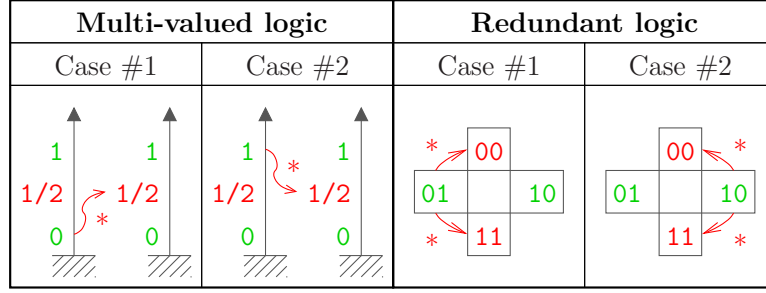 Multi-valued logic Redundant logic
Case #1 Case #2 Case #1 Case #2
1 1 1 1 * 00 00 *
1/2 1/2 * 1/2 1/2 * 01 10 01 10
0 0 0 0 * 11 11 *